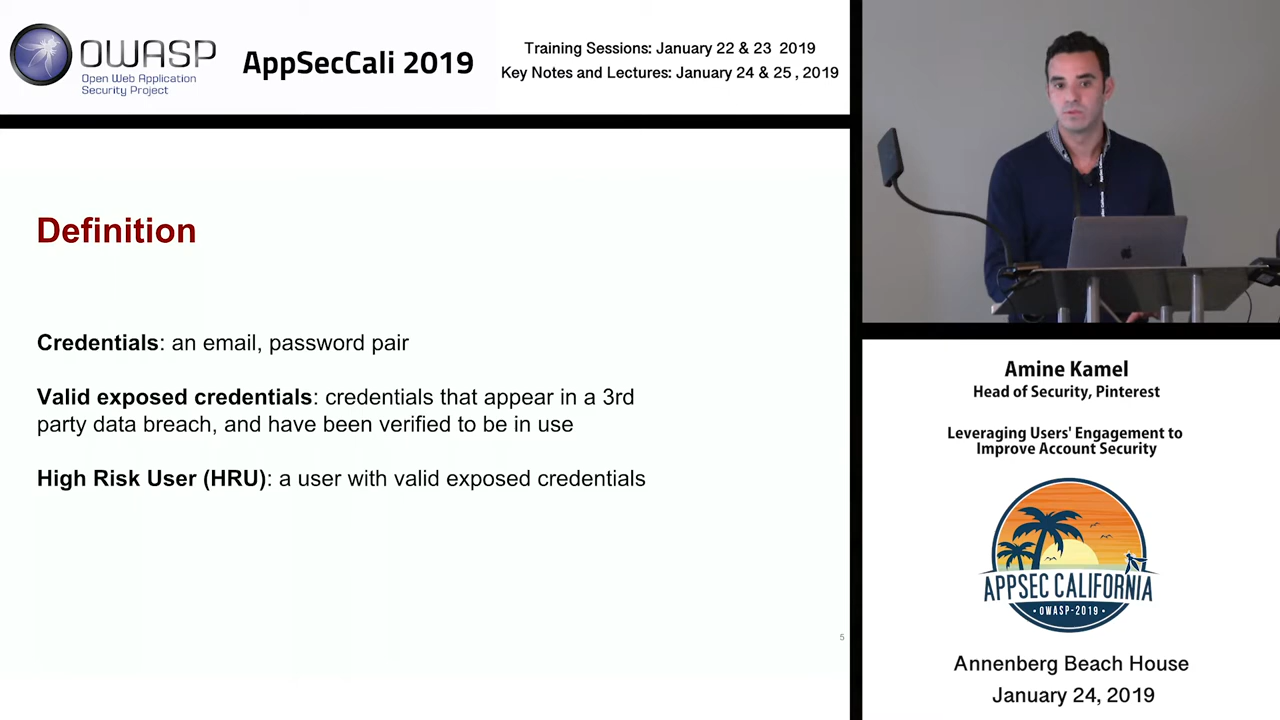 OWASP
Open Web Application
Security Project
AppSecCali 2019
Training Sessions: January 22 & 23 2019
Key Notes and Lectures: January 24 & 25, 2019
Definition
Credentials: an email, password pair
Valid exposed credentials: credentials that appear in a 3rd
party data breach, and have been verified to be in use
High Risk User (HRU): a user with valid exposed credentials
5
Amine Kamel
Head of Security, Pinterest
Leveraging Users' Engagement to
Improve Account Security
APPSEC CALIFORNIA
· OWASP-2019 ·
Annenberg Beach House
January 24, 2019